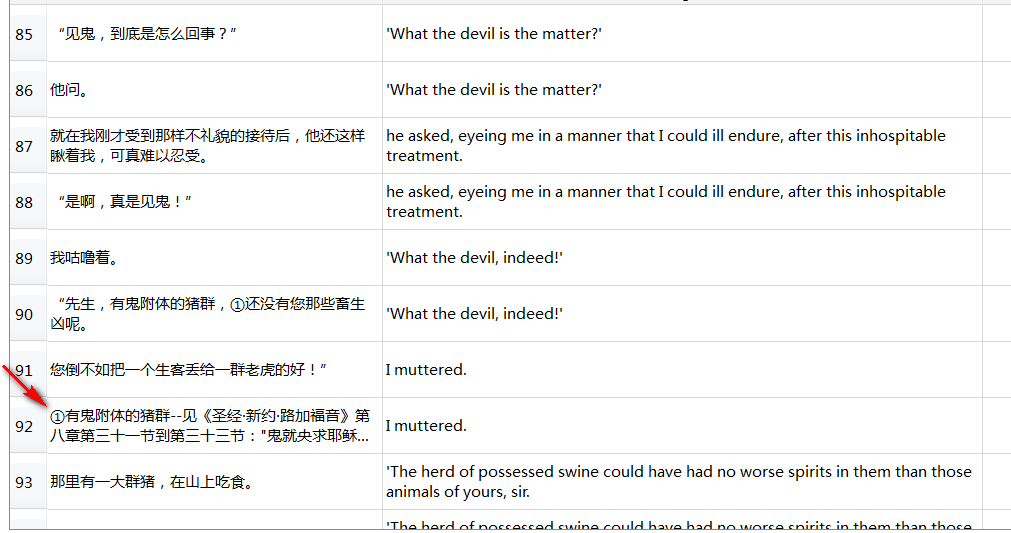 85
“见鬼，到底是怎么回事？”
'What the devil is the matter?'
86
他问。
'What the devil is the matter?'
87
就在我刚才受到那样不礼貌的接待后，他还这样
瞅着我，可真难以忍受。
he asked, eyeing me in a manner that I could ill endure, after this inhospitable
treatment.
88
“是啊，真是见鬼！”
he asked, eyeing me in a manner that I could ill endure, after this inhospitable
treatment.
89
我咕噜着。
'What the devil, indeed!'
90
“先生，有鬼附体的猪群，①还没有您那些畜生
凶呢。
'What the devil, indeed!'
91
您倒不如把一个生客丢给一群老虎的好！”
I muttered.
92
①有鬼附体的猪群--见《圣经·新约·路加福音》第
八章第三十一节到第三十三节："鬼就央求耶稣...
I muttered.
93
那里有一大群猪，在山上吃食。
'The herd of possessed swine could have had no worse spirits in them than those
animals of yours, sir.
'The herd of possessed swine could have had no worse spirits in them than those